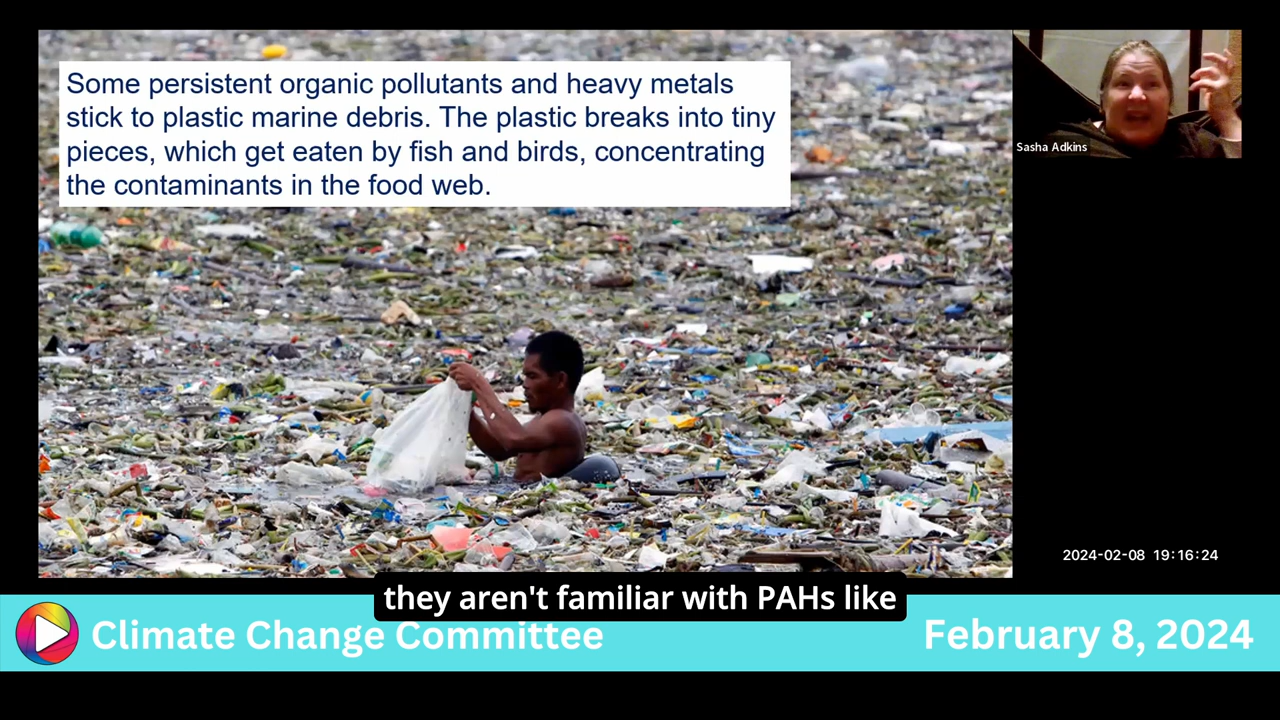 Some persistent organic pollutants and heavy metals
stick to plastic marine debris. The plastic breaks into tiny
pieces, which get eaten by fish and birds, concentrating
the contaminants in the food web.
Sasha Adkins
2024-02-08 19:16:24
they aren't familiar with PAHs like
Climate Change Committee
February 8, 2024